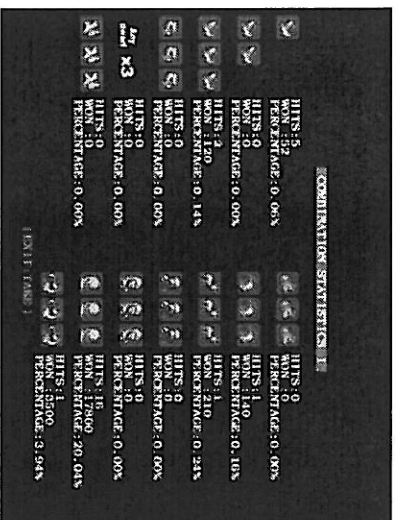 COMBINATION STATISTICS
HITS:5
WON :52
PERCENTAGE:0.06%
HITS:0
WON :0
PERCENTAGE:0.00%
HITS:3
WON :120
PERCENTAGE:0.14%
HITS:0
WON :0
PERCENTAGE:0.00%
x3
HITS:0
WON :0
PERCENTAGE:0.00%
HITS:0
WON :0
PERCENTAGE:0.00%
HITS:0
WON :0
PERCENTAGE:0.00%
HITS:1
WON :140
PERCENTAGE:0.16%
HITS:1
WON :210
PERCENTAGE:0.24%
HITS:0
WON :0
PERCENTAGE:0.00%
HITS:0
WON :0
PERCENTAGE:0.00%
HITS:16
WON :17800
PERCENTAGE:20.04%
HITS:1
WON :3500
PERCENTAGE:3.94%
[EXIT:TAKE]